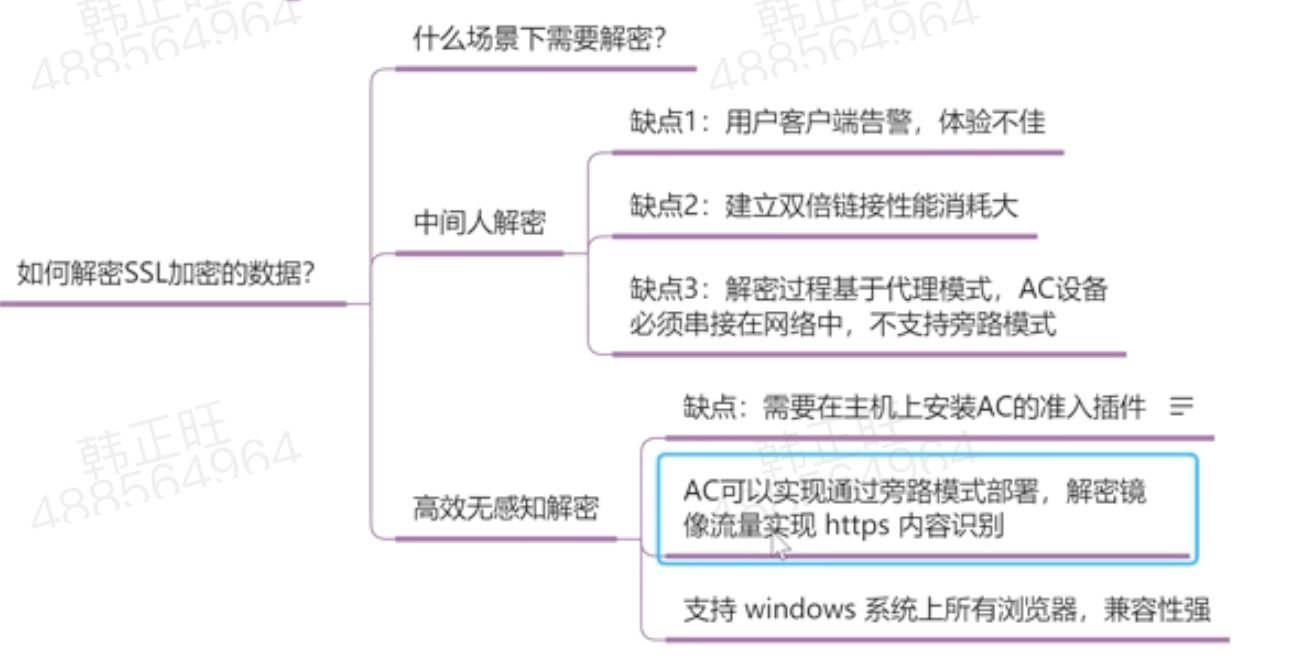 韩正旺
488564964
韩正旺
488564964
什么场景下需要解密？
缺点1：用户客户端告警，体验不佳
中间人解密
缺点2：建立双倍链接性能消耗大
如何解密SSL加密的数据？
缺点3：解密过程基于代理模式，AC设备
必须串接在网络中，不支持旁路模式
缺点：需要在主机上安装AC的准入插件
韩正旺
488564964
韩正旺
488564964
高效无感知解密
AC可以实现通过旁路模式部署，解密镜
像流量实现 https 内容识别
支持 windows 系统上所有浏览器，兼容性强